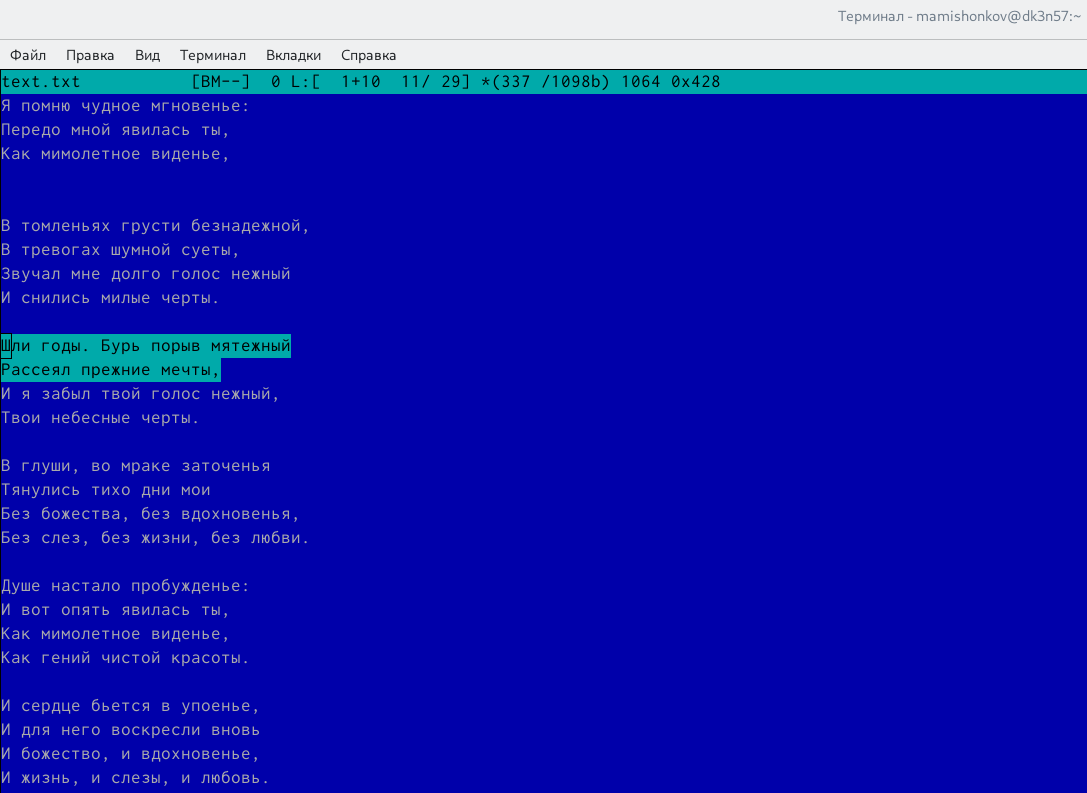 Терминал - mamishonkov@dk3n57:~
Файл Правка Вид Терминал Вкладки Справка
text.txt [BM--] 0 L:[ 1+10 11/ 29] *(337 /1098b) 1064 0x428
Я помню чудное мгновенье:
Передо мной явилась ты,
Как мимолетное виденье,
В томленьях грусти безнадежной,
В тревогах шумной суеты,
Звучал мне долго голос нежный
И снились милые черты.
Шли годы. Бурь порыв мятежный
Рассеял прежние мечты,
И я забыл твой голос нежный,
Твои небесные черты.
В глуши, во мраке заточенья
Тянулись тихо дни мои
Без божества, без вдохновенья,
Без слез, без жизни, без любви.
Душе настало пробужденье:
И вот опять явилась ты,
Как мимолетное виденье,
Как гений чистой красоты.
И сердце бьется в упоенье,
И для него воскресли вновь
И божество, и вдохновенье,
И жизнь, и слезы, и любовь.